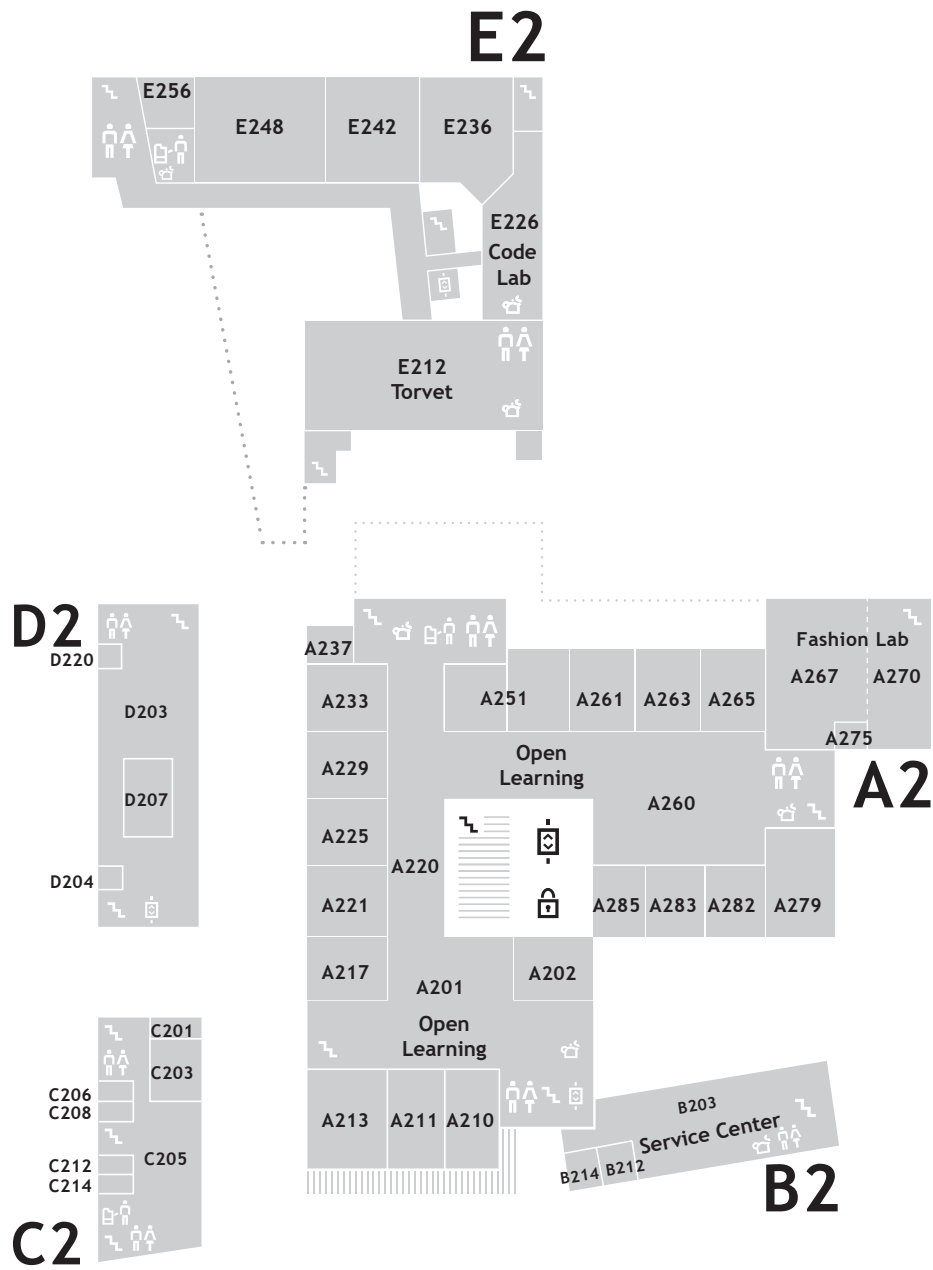 E2
E256
E248
E242
E236
E226
Code
Lab
E212
Torvet
D2
D220
D203
D207
D204
A237
A233
A229
A225
A221
A217
A220
A251
A261
A263
A265
Fashion Lab
A267
A270
A275
A2
Open
Learning
A260
A285
A283
A282
A279
A201
A202
Open
Learning
A213
A211
A210
C201
C203
C206
C208
C205
C212
C214
C2
B203
Service Center
B214
B212
B2